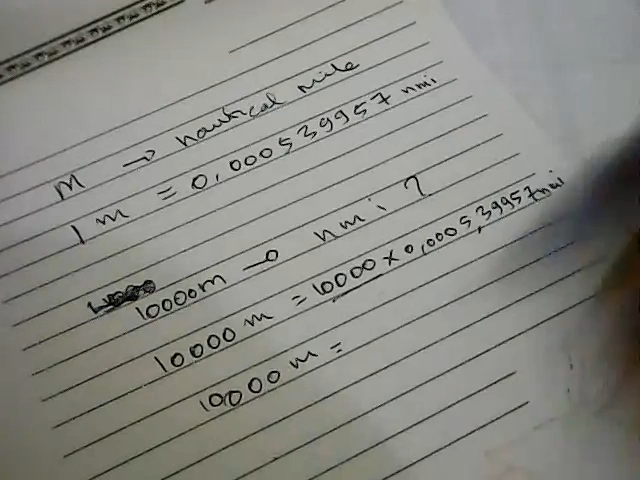 M → nautical mile
1 m = 0,000539957 nmi
10000m → nmi ?
10000 m = 10000 x 0,000539957 nmi
10000 m =